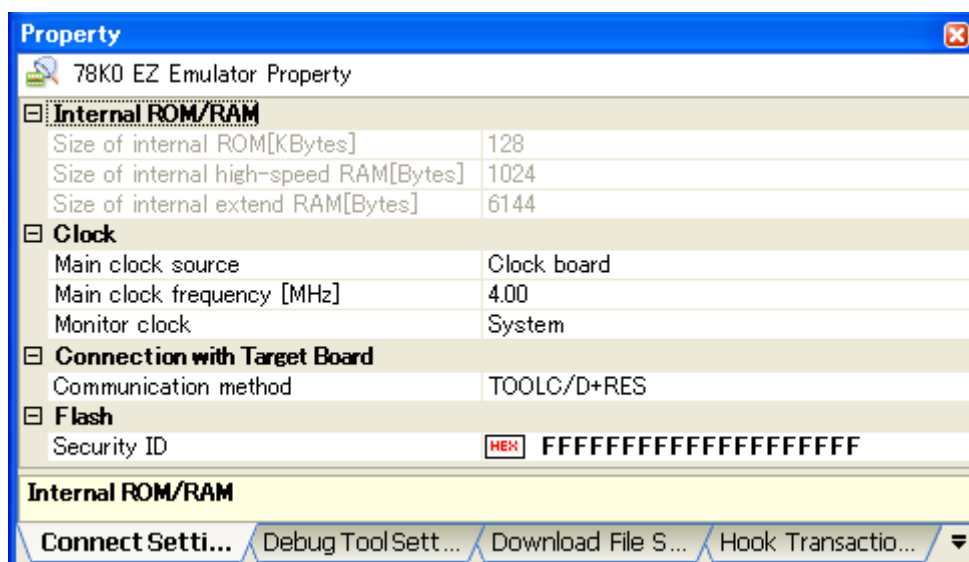 Property
78K0 EZ Emulator Property
Internal ROM/RAM
Size of internal ROM[KBytes] 128
Size of internal high-speed RAM[Bytes] 1024
Size of internal extend RAM[Bytes] 6144
Clock
Main clock source Clock board
Main clock frequency [MHz] 4.00
Monitor clock System
Connection with Target Board
Communication method TOOLC/D+RES
Flash
Security ID HEX FFFFFFFFFFFFFFFFFFFF
Internal ROM/RAM
Connect Setti... Debug Tool Sett... Download File S... Hook Transactio...